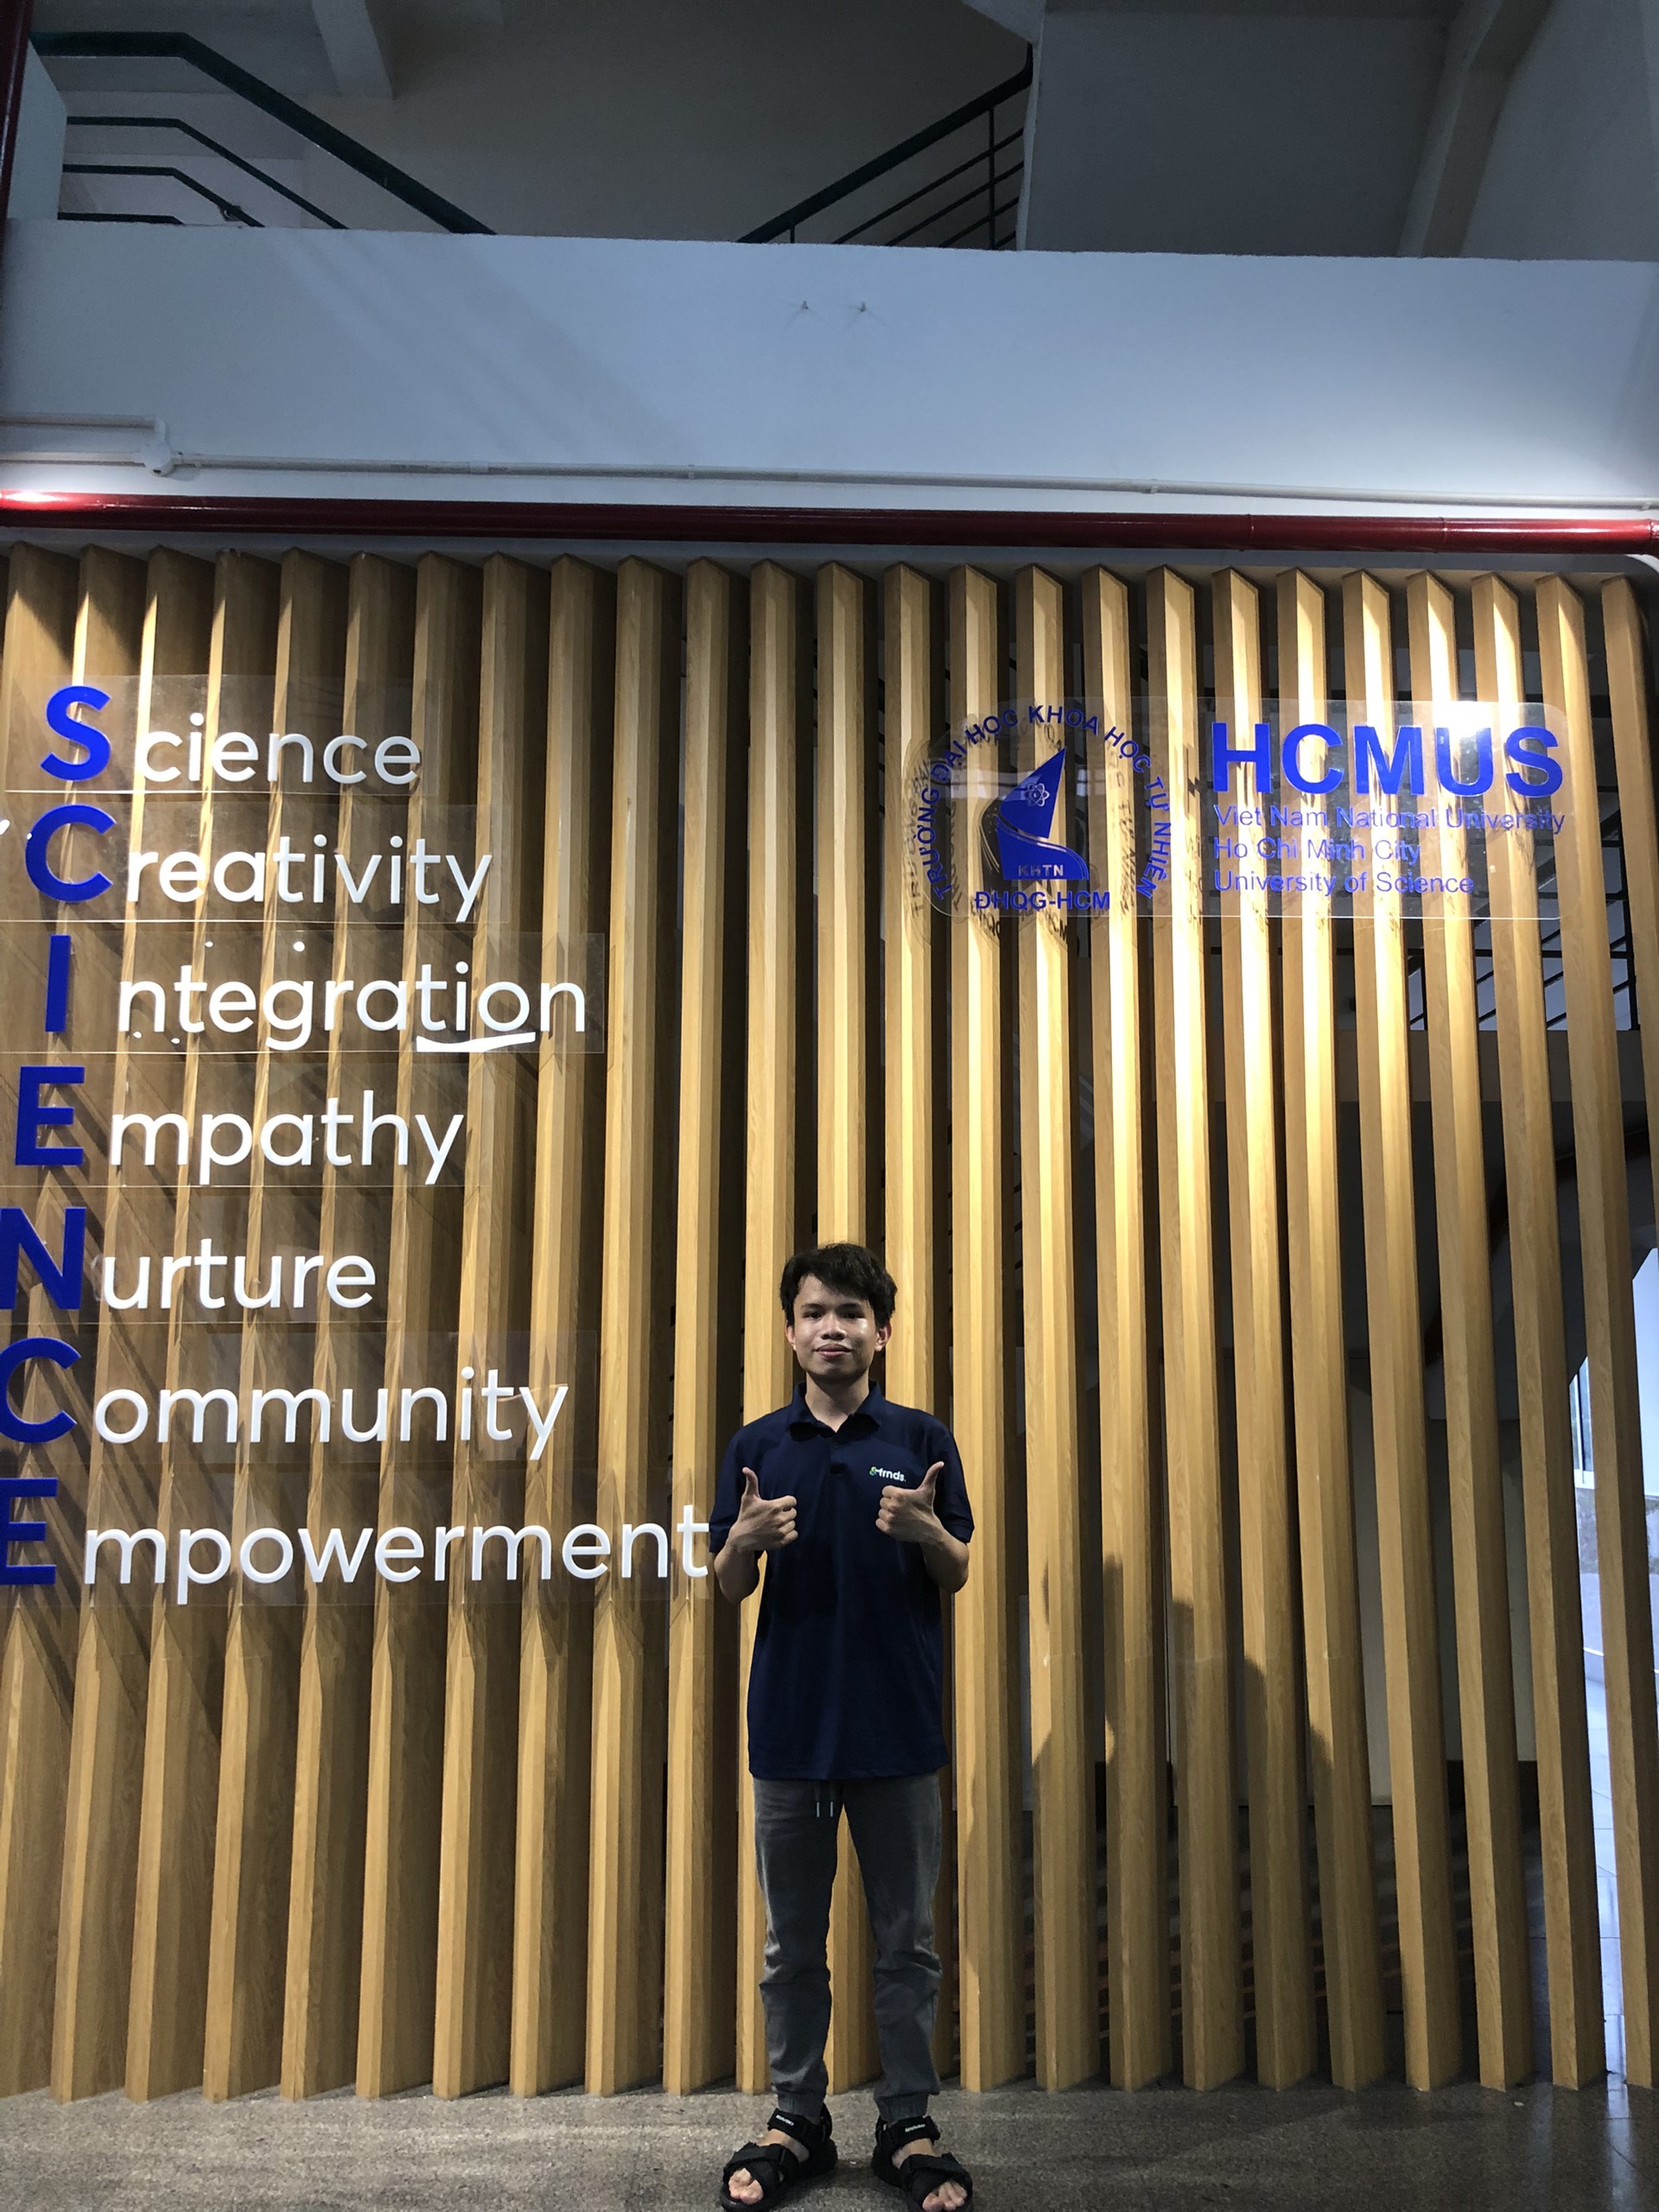 Science
Creativity
Integration
Empathy
Nurture
Community
Empowerment
TRƯỜNG ĐẠI HỌC KHOA HỌC TỰ NHIÊN
KHTN
ĐHQG-HCM
HCMUS
Viet Nam National University
Ho Chi Minh City
University of Science
frnds.